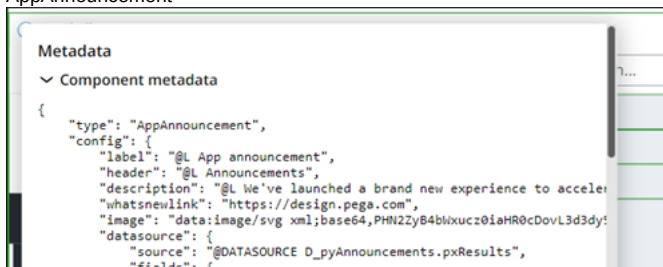 AppAnnouncement
Metadata
Component metadata
{
"type": "AppAnnouncement",
"config": {
"label": "@L App announcement",
"header": "@L Announcements",
"description": "@L We've launched a brand new experience to acceler
"whatsnewlink": "https://design.pega.com",
"image": "data:image/svg xml;base64,PHN2ZyB4bWxucz0iaHR0cDovL3d3dy5
"datasource": {
"source": "@DATASOURCE D_pyAnnouncements.pxResults",
"fields": {